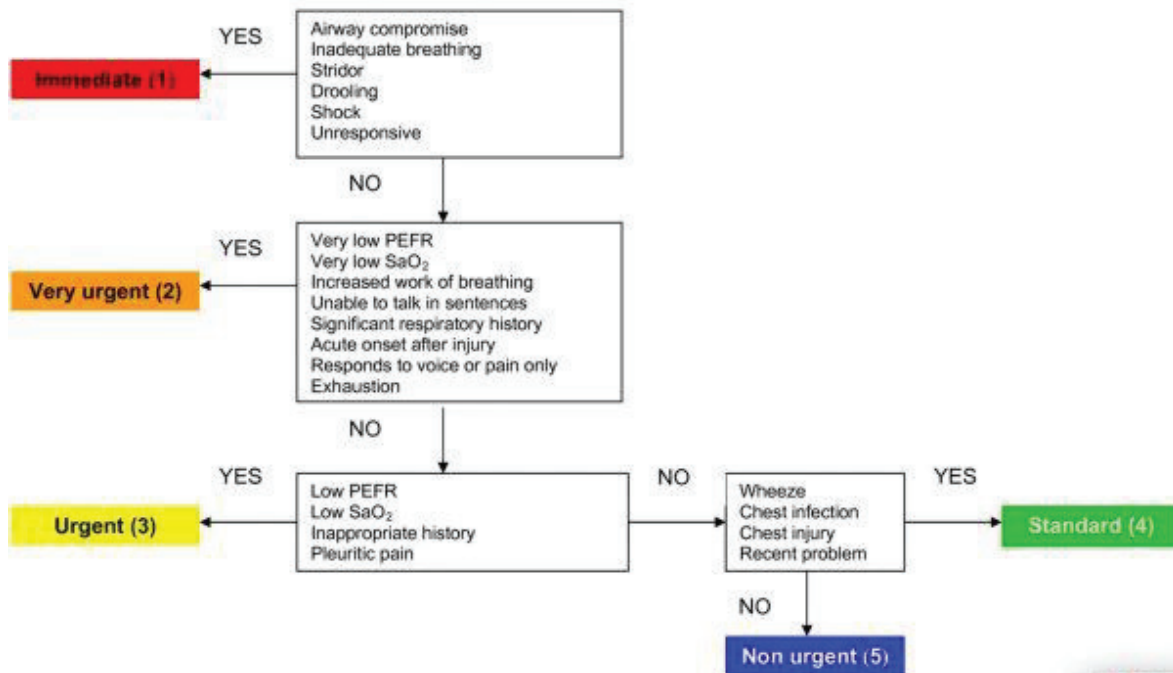 YES
Airway compromise
Inadequate breathing
Stridor
Drooling
Shock
Unresponsive
Immediate (1)
NO
YES
Very low PEFR
Very low SaO₂
Increased work of breathing
Unable to talk in sentences
Significant respiratory history
Acute onset after injury
Responds to voice or pain only
Exhaustion
Very urgent (2)
NO
YES
Low PEFR
Low SaO₂
Inappropriate history
Pleuritic pain
Urgent (3)
NO
Wheeze
Chest infection
Chest injury
Recent problem
YES
Standard (4)
NO
Non urgent (5)